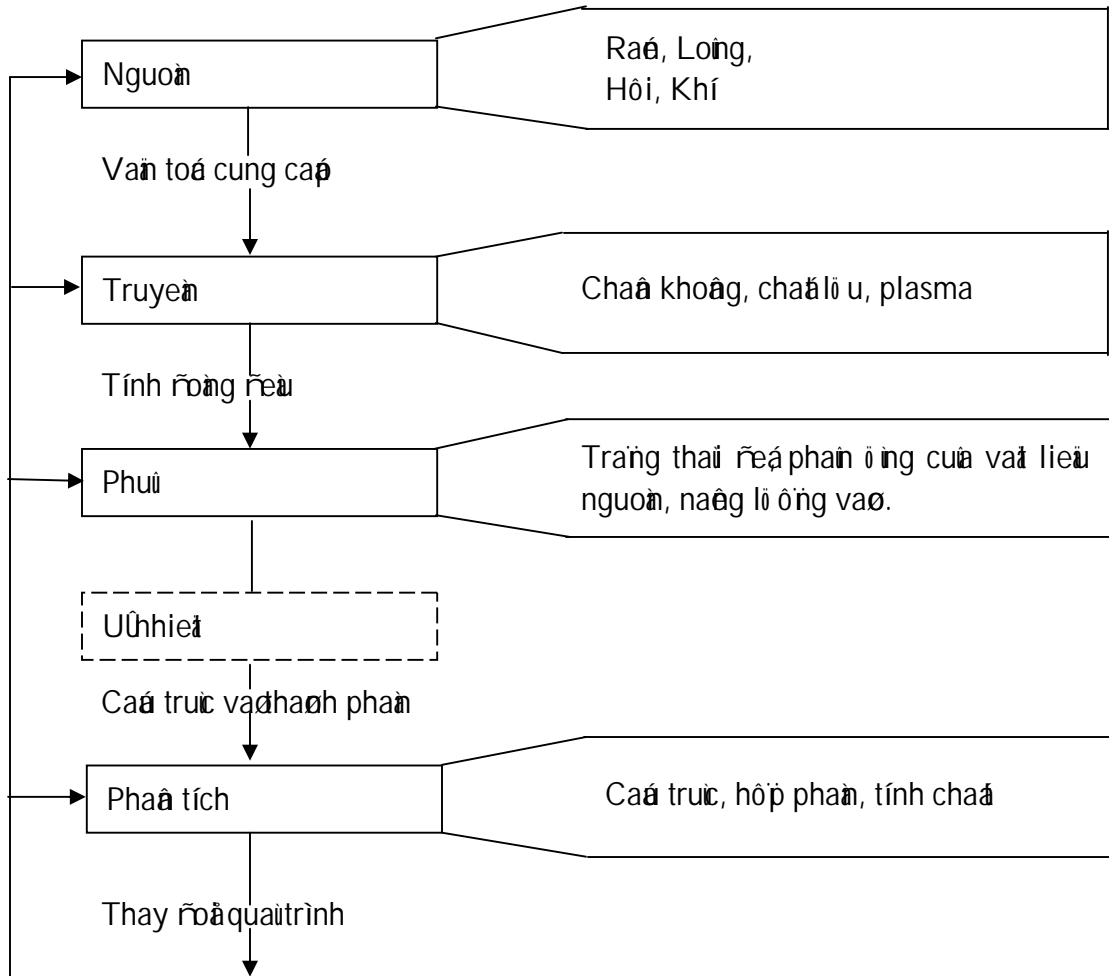 Nguoàn
Raén, Loûng,
Hôi, Khí
Vaän toác cung caáp
Truyeàn
Chaân khoâng, chaát löu, plasma
Tính ñoàng ñeàu
Phuû
Traïng thaùi ñeá, phaûn öùng cuûa vaät lieäu
nguoàn, naêng löôïng vaøo.
UÛ nhieät
Caáu truùc vaø thaønh phaàn
Phaân tích
Caáu truùc, hôïp phaàn, tính chaát
Thay ñoåi quaù trình